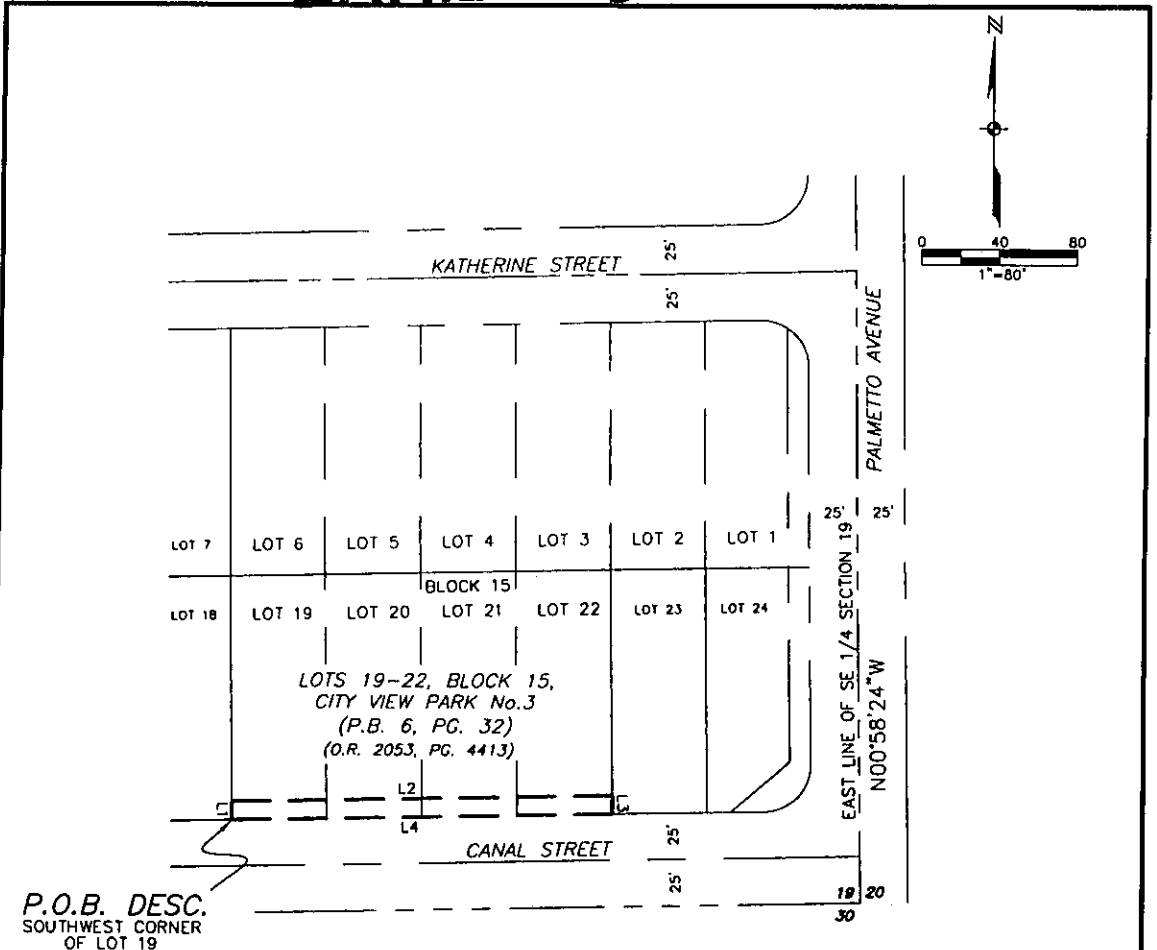 N
0 40 80
1"=80'
KATHERINE STREET
25'
25'
PALMETTO AVENUE
25' 25'
EAST LINE OF SE 1/4 SECTION 19
N00°58'24"W
LOT 7 LOT 6 LOT 5 LOT 4 LOT 3 LOT 2 LOT 1
BLOCK 15
LOT 18 LOT 19 LOT 20 LOT 21 LOT 22 LOT 23 LOT 24
LOTS 19-22, BLOCK 15,
CITY VIEW PARK No.3
(P.B. 6, PG. 32)
(O.R. 2053, PG. 4413)
L1 L2 L3
L4
CANAL STREET
25'
25'
19 20
30
P.O.B. DESC.
SOUTHWEST CORNER
OF LOT 19